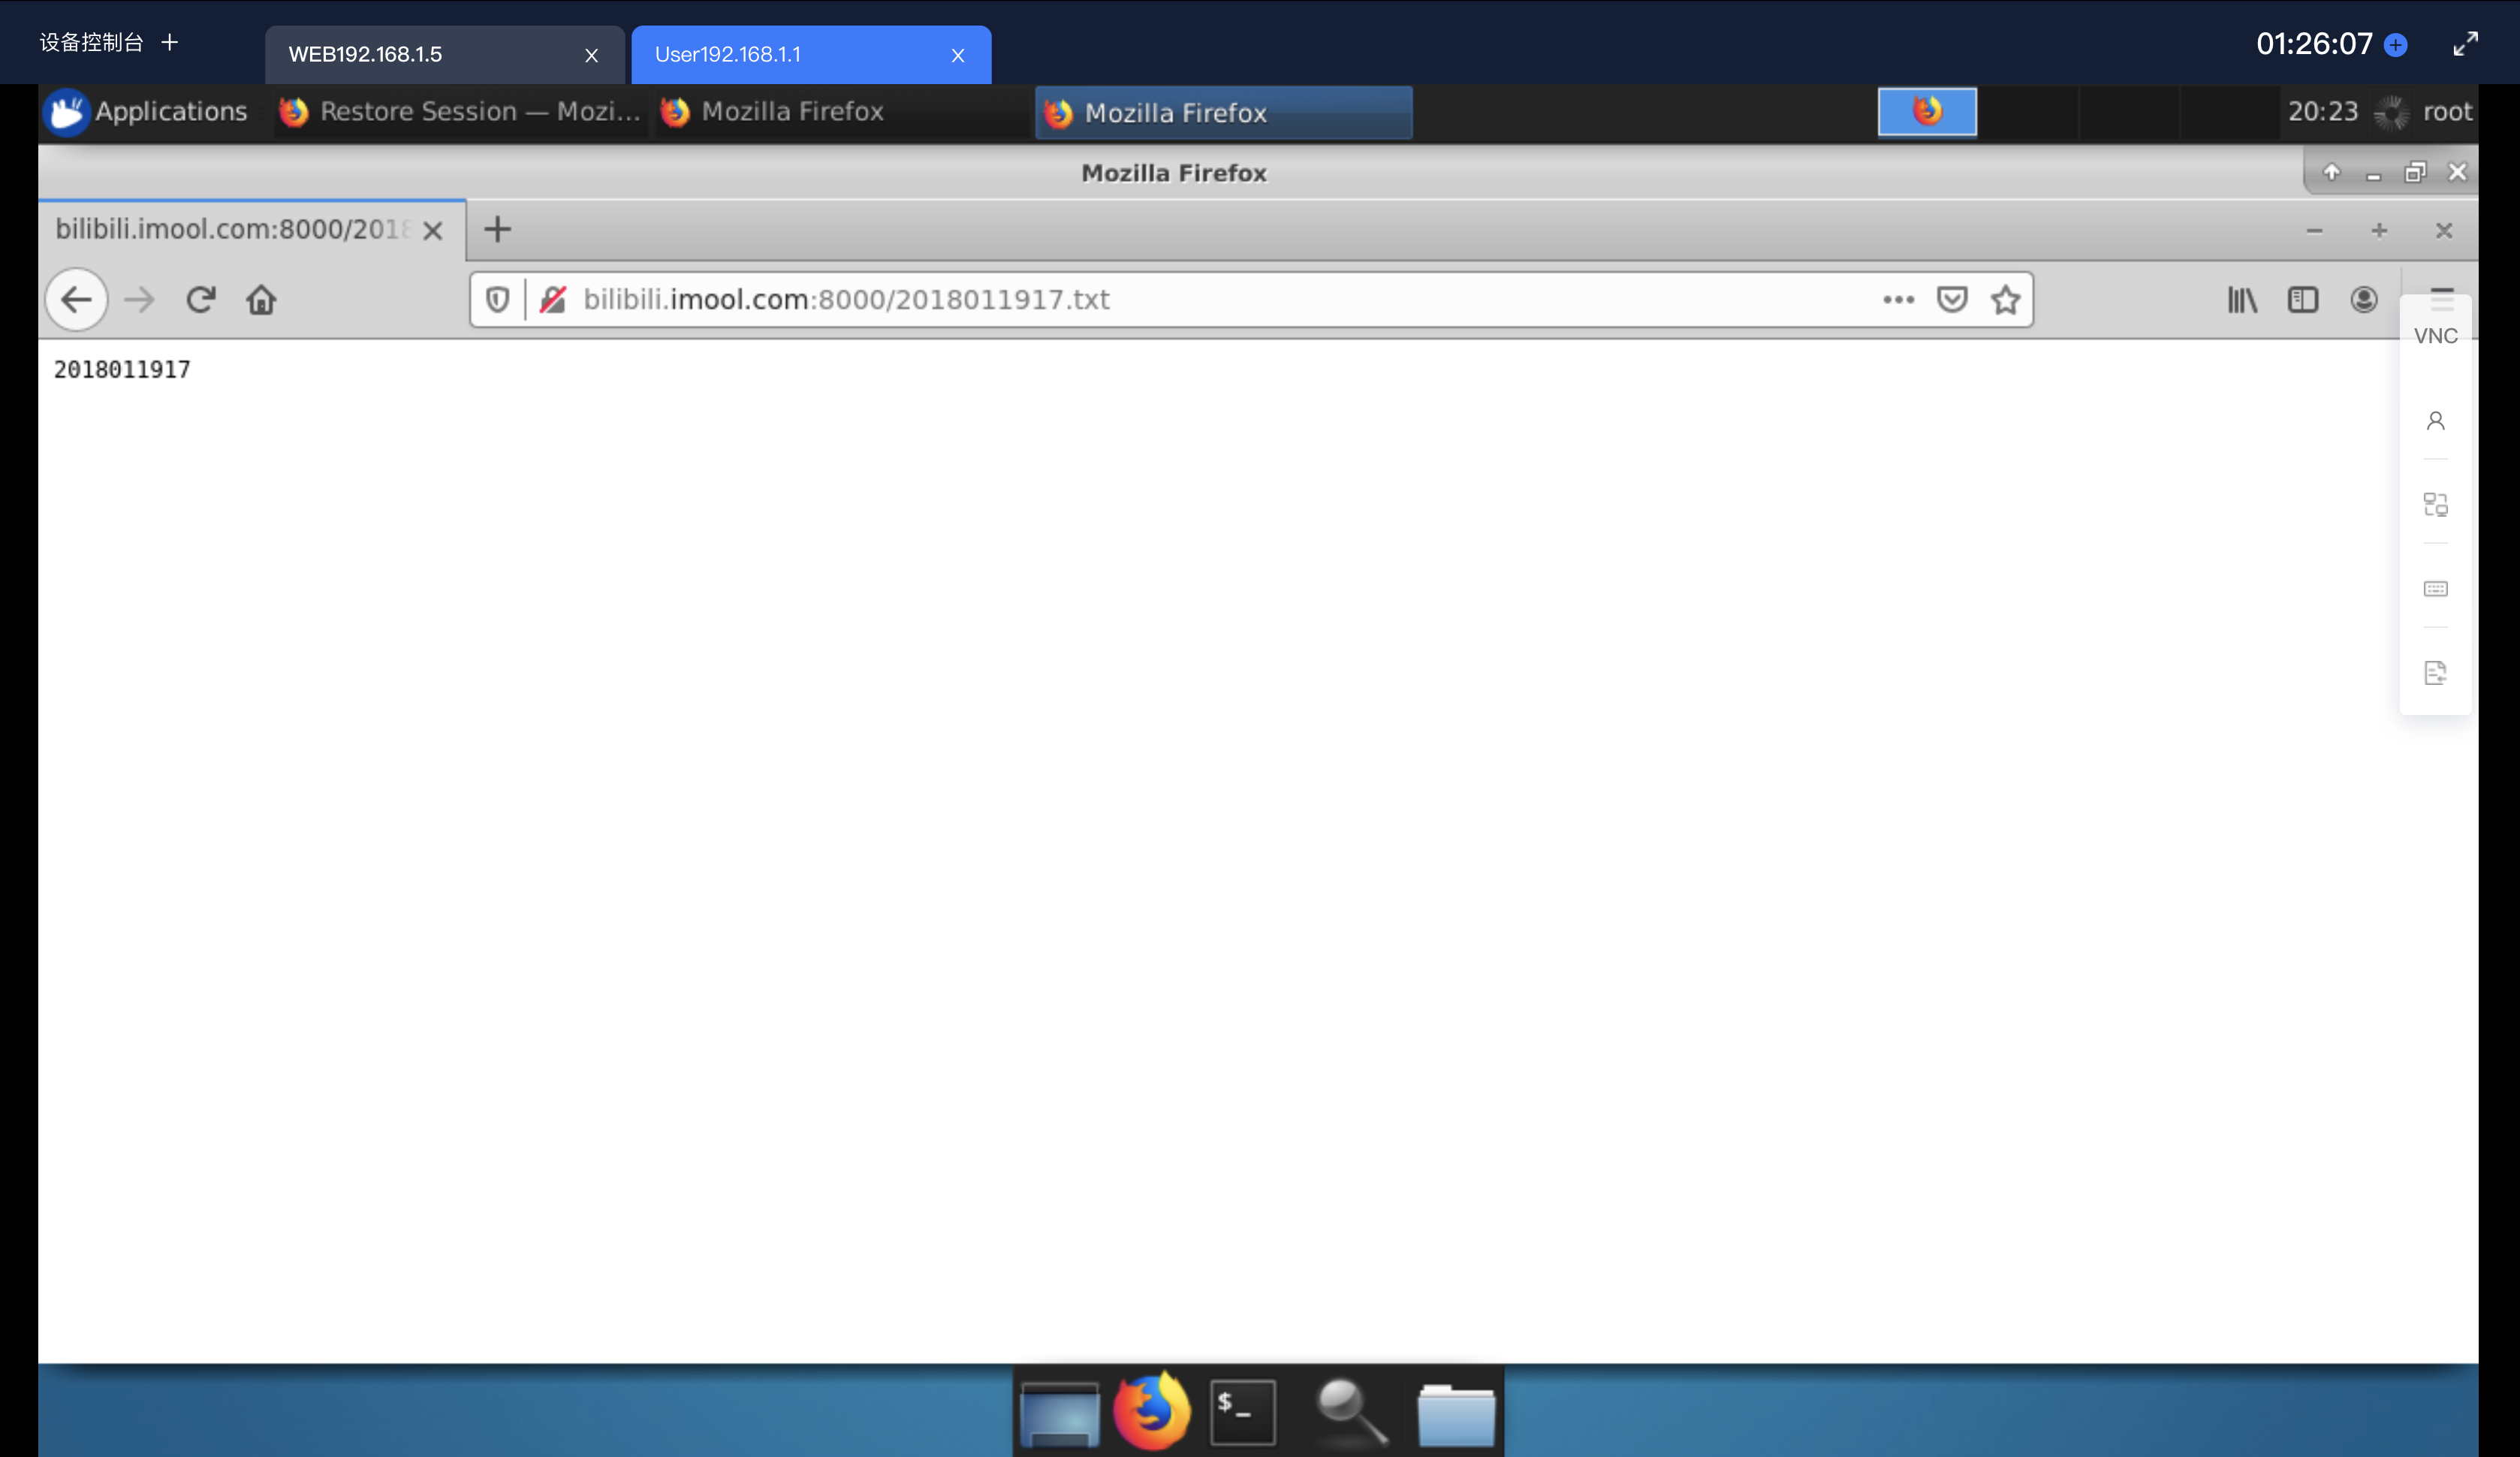 设备控制台 +
WEB192.168.1.5 X
User192.168.1.1 X
01:26:07
Applications
Restore Session — Mozi...
Mozilla Firefox
Mozilla Firefox
20:23
root
Mozilla Firefox
bilibili.imool.com:8000/2018
bilibili.imool.com:8000/2018011917.txt
VNC
2018011917
$_